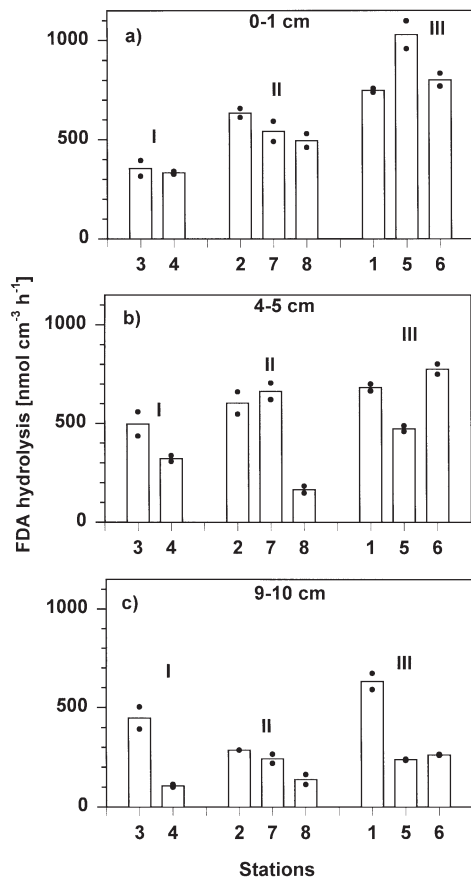 FDA hydrolysis [nmol cm⁻³ h⁻¹]
a) 0-1 cm
1000
500
0
I
II
III
3 4 2 7 8 1 5 6
b) 4-5 cm
1000
500
0
I
II
III
3 4 2 7 8 1 5 6
c) 9-10 cm
1000
500
0
I
II
III
3 4 2 7 8 1 5 6
Stations